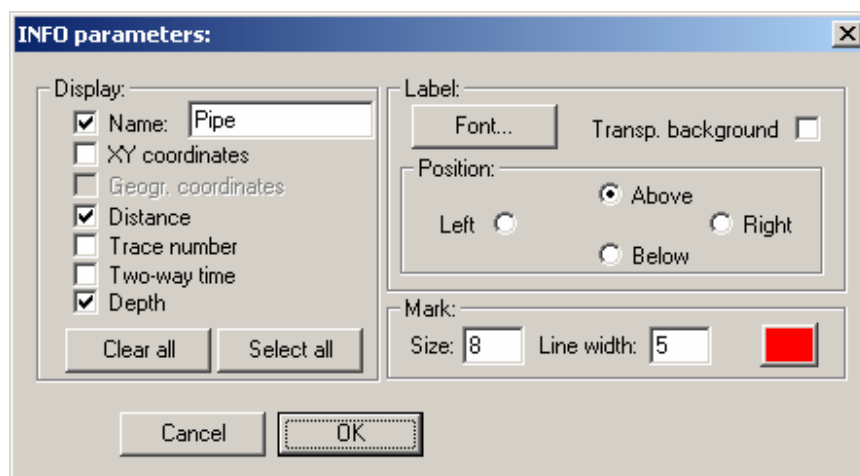 INFO parameters:
Display:
Name: Pipe
XY coordinates
Geogr. coordinates
Distance
Trace number
Two-way time
Depth
Clear all Select all
Label:
Font... Transp. background
Position:
Above
Left Right
Below
Mark:
Size: 8 Line width: 5
Cancel OK